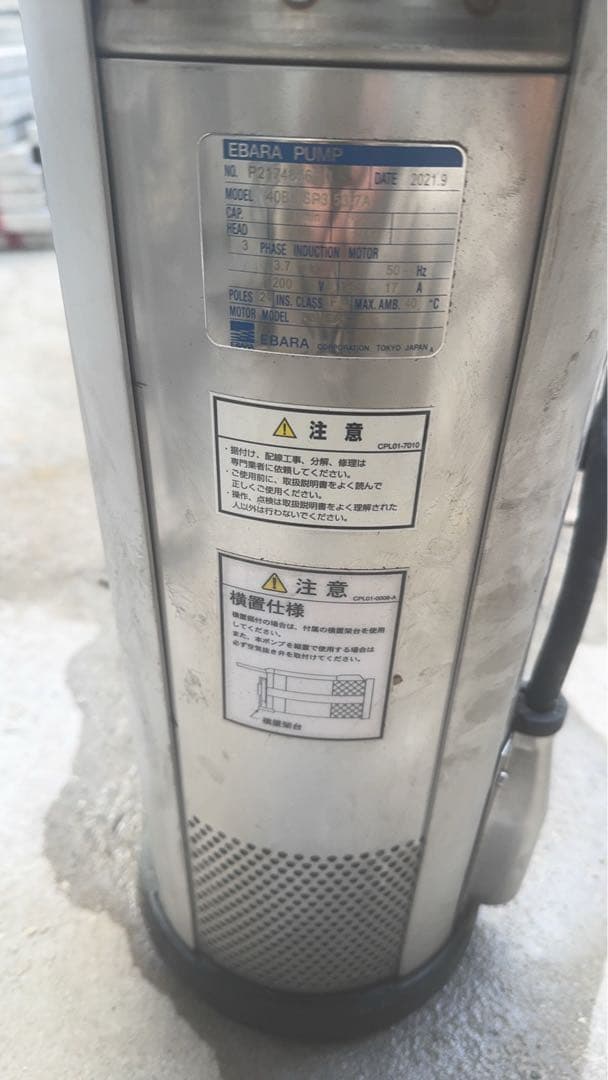 EBARA PUMP
NO. DATE 2021.9
MODEL
CAP.
HEAD
3 PHASE INDUCTION MOTOR
3.7 50 Hz
200 V 17 A
POLES 2 INS. CLASS MAX. AMB. 40 °C
MOTOR MODEL
EBARA CORPORATION TOKYO JAPAN
注意
CPL01-7010
・据付け、配線工事、分解、修理は
専門業者に依頼してください。
・ご使用前に、取扱説明書をよく読んで
正しくご使用ください。
・操作、点検は取扱説明書をよく理解された
人以外は行わないでください。
注意
CPL01-0008-A
横置仕様
横置据付の場合は、付属の横置架台を使用
してください。
また、本ポンプを縦置で使用する場合は
必ず空気抜き弁を取付けてください。
横置架台